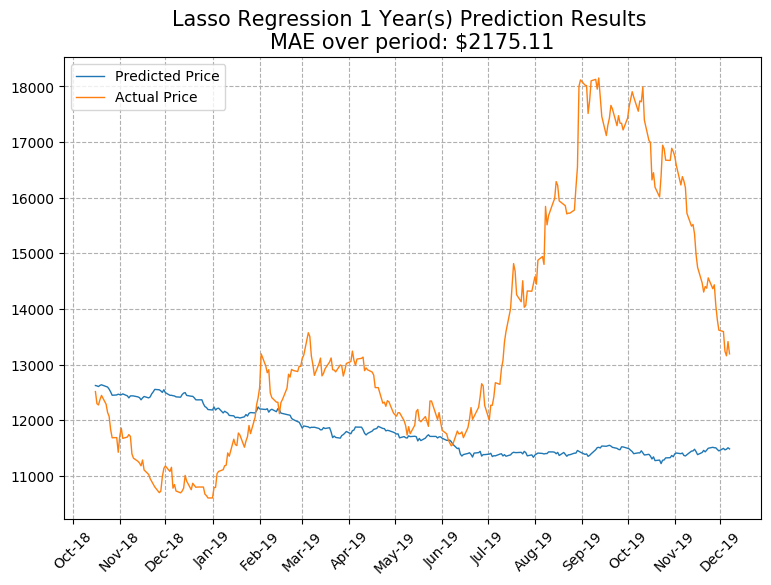 Lasso Regression 1 Year(s) Prediction Results
MAE over period: $2175.11
Predicted Price
Actual Price
18000
17000
16000
15000
14000
13000
12000
11000
Oct-18
Nov-18
Dec-18
Jan-19
Feb-19
Mar-19
Apr-19
May-19
Jun-19
Jul-19
Aug-19
Sep-19
Oct-19
Nov-19
Dec-19